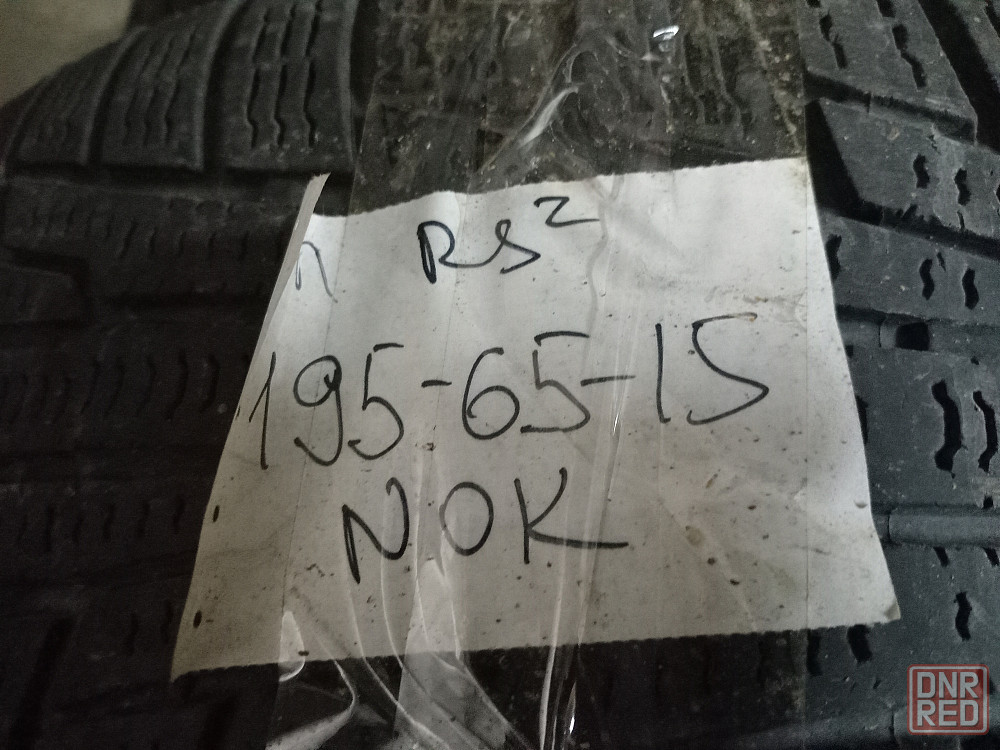 RS²
195-65-15
NOK
DNR
RED